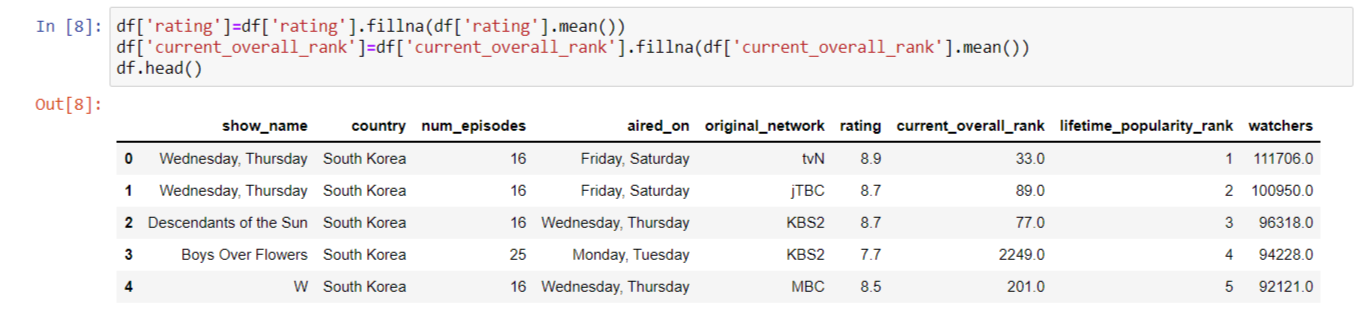 In [8]: df['rating']=df['rating'].fillna(df['rating'].mean())
df['current_overall_rank']=df['current_overall_rank'].fillna(df['current_overall_rank'].mean())
df.head()
Out[8]:
show_name country num_episodes aired_on original_network rating current_overall_rank lifetime_popularity_rank watchers
0 Wednesday, Thursday South Korea 16 Friday, Saturday tvN 8.9 33.0 1 111706.0
1 Wednesday, Thursday South Korea 16 Friday, Saturday jTBC 8.7 89.0 2 100950.0
2 Descendants of the Sun South Korea 16 Wednesday, Thursday KBS2 8.7 77.0 3 96318.0
3 Boys Over Flowers South Korea 25 Monday, Tuesday KBS2 7.7 2249.0 4 94228.0
4 W South Korea 16 Wednesday, Thursday MBC 8.5 201.0 5 92121.0